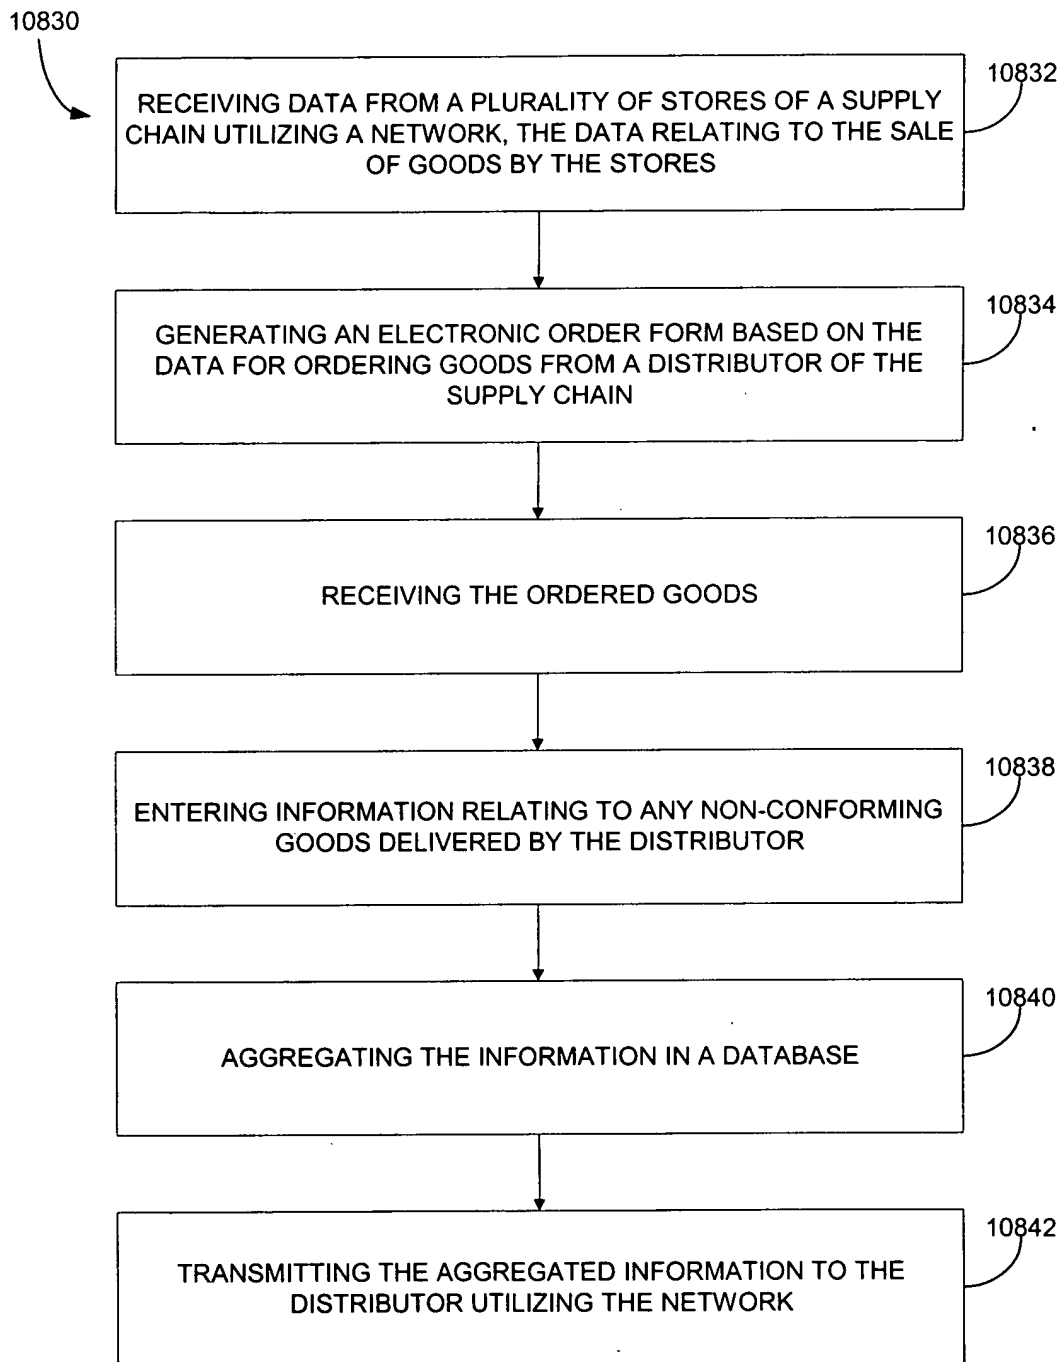 10830
10832
RECEIVING DATA FROM A PLURALITY OF STORES OF A SUPPLY
CHAIN UTILIZING A NETWORK, THE DATA RELATING TO THE SALE
OF GOODS BY THE STORES
10834
GENERATING AN ELECTRONIC ORDER FORM BASED ON THE
DATA FOR ORDERING GOODS FROM A DISTRIBUTOR OF THE
SUPPLY CHAIN
10836
RECEIVING THE ORDERED GOODS
10838
ENTERING INFORMATION RELATING TO ANY NON-CONFORMING
GOODS DELIVERED BY THE DISTRIBUTOR
10840
AGGREGATING THE INFORMATION IN A DATABASE
10842
TRANSMITTING THE AGGREGATED INFORMATION TO THE
DISTRIBUTOR UTILIZING THE NETWORK